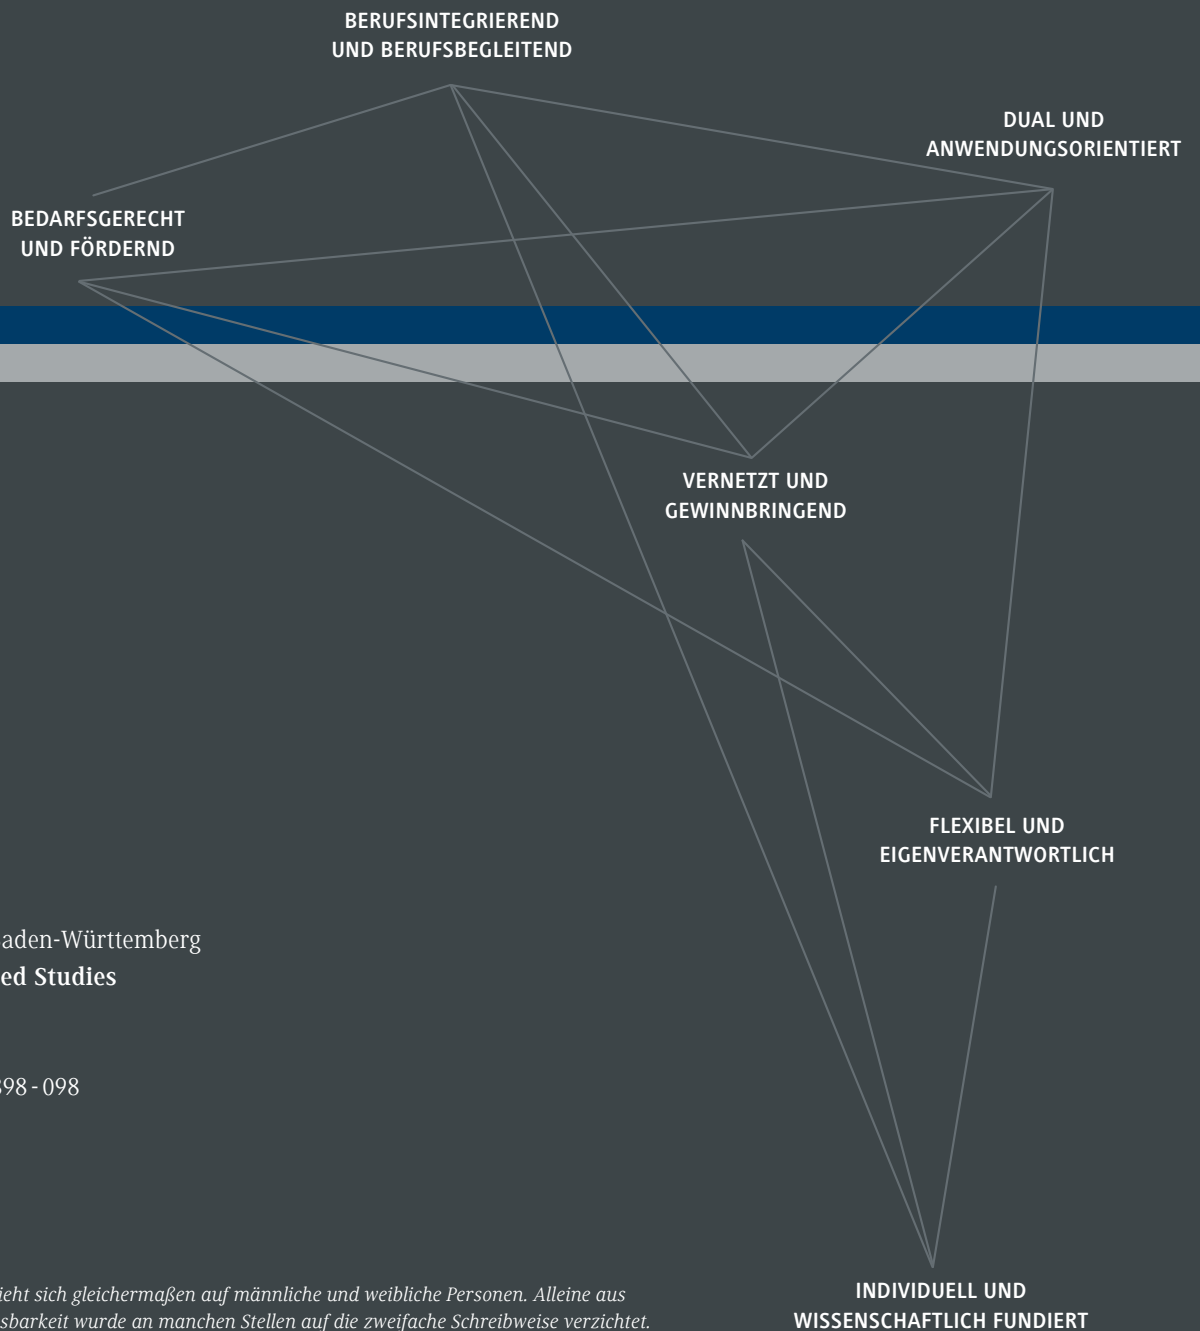 BERUFSINTEGRIEREND
UND BERUFSBEGLEITEND
DUAL UND
ANWENDUNGSORIENTIERT
BEDARFSGERECHT
UND FÖRDERND
VERNETZT UND
GEWINNBRINGEND
FLEXIBEL UND
EIGENVERANTWORTLICH
aden-Württemberg
ed Studies
98 - 098
ieht sich gleichermaßen auf männliche und weibliche Personen. Alleine aus
sbarkeit wurde an manchen Stellen auf die zweifache Schreibweise verzichtet.
INDIVIDUELL UND
WISSENSCHAFTLICH FUNDIERT